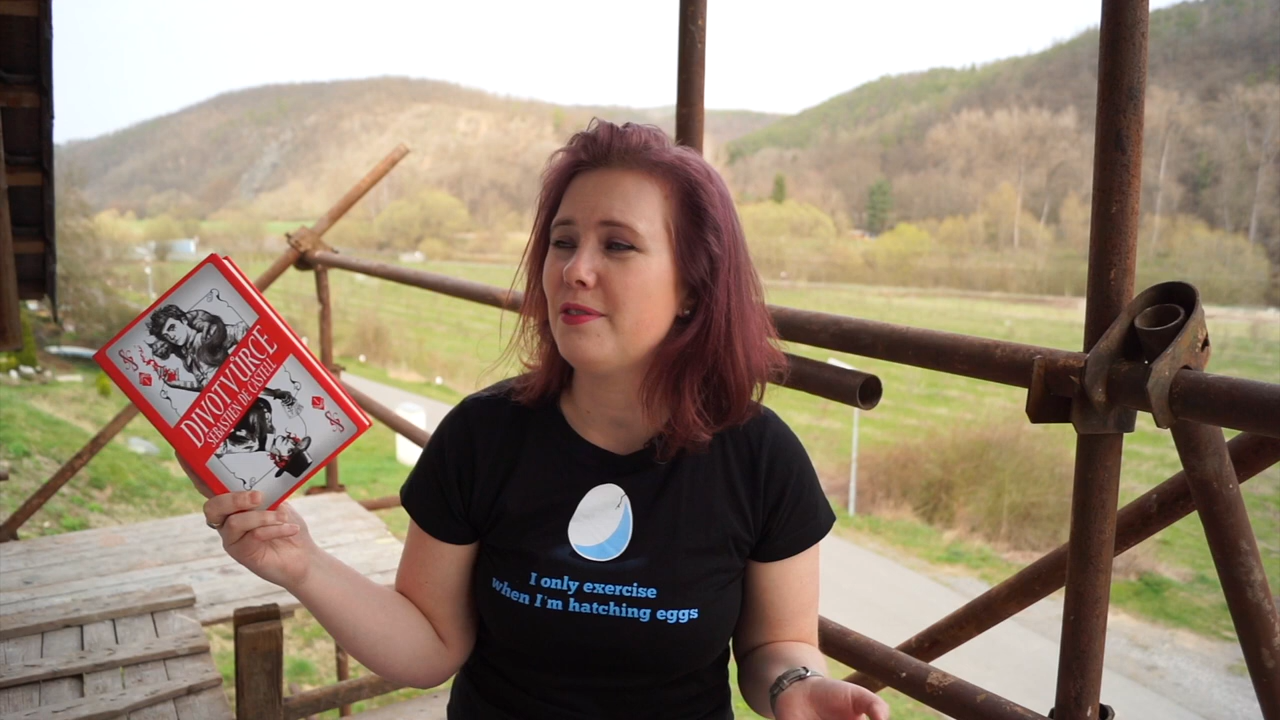 DIVOTVŮRCE
SEBASTIEN DE CASTELL
I only exercise
when I'm hatching eggs